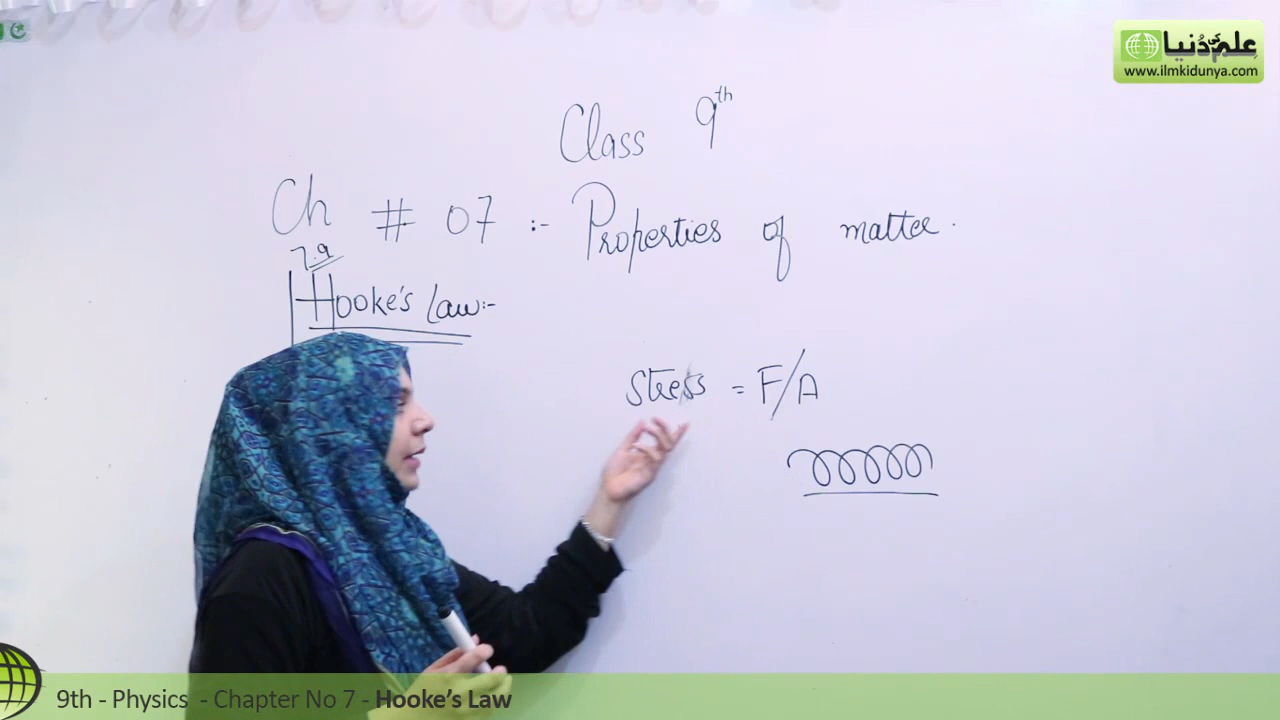 علم کی دنیا
www.ilmkidunya.com
Class 9th
Ch # 07 :- Properties of matter.
7.9
Hooke's Law:-
Stress = F/A
9th - Physics - Chapter No 7 - Hooke's Law